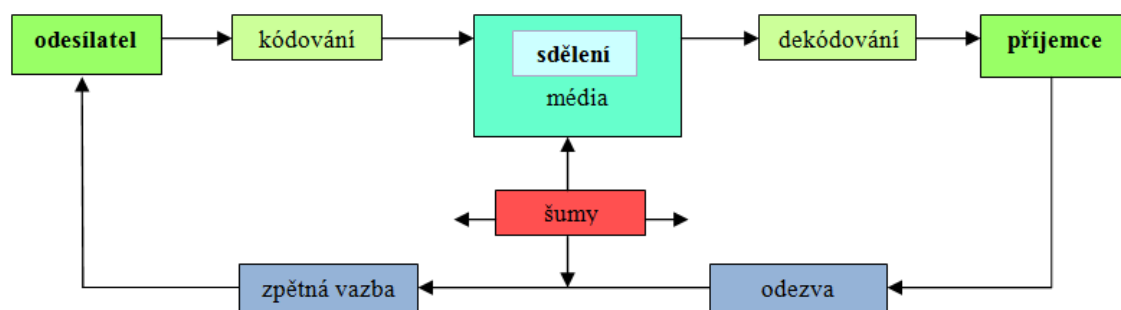 odesílatel
kódování
sdělení
média
dekódování
příjemce
šumy
zpětná vazba
odezva